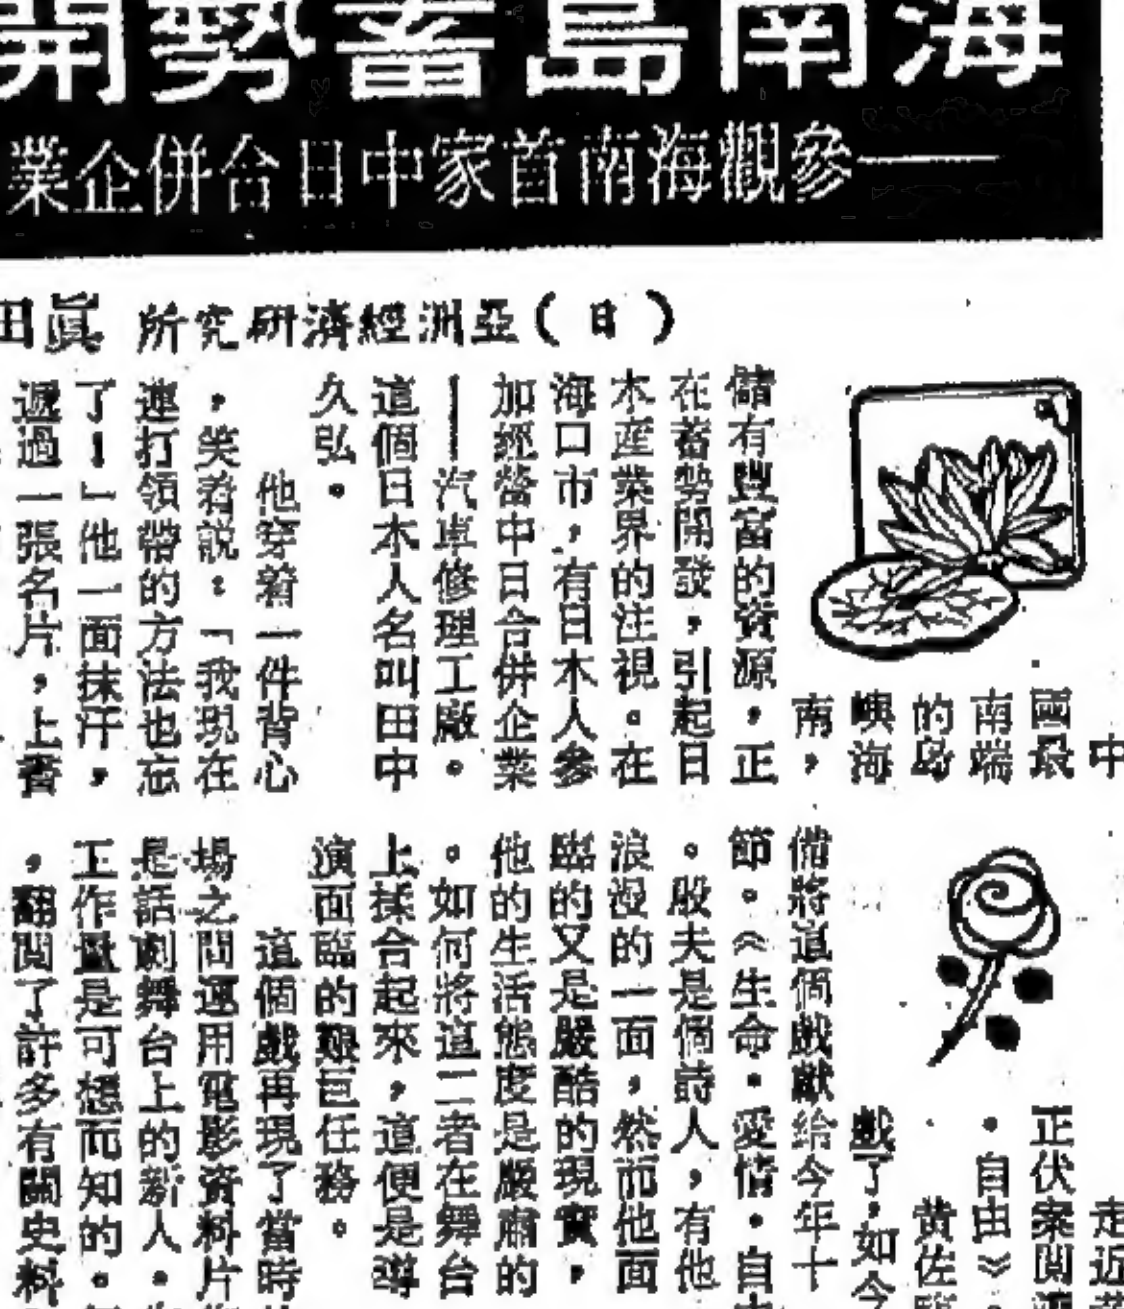 海南島蓄勢開
——參觀海南首家中日合併企業
(日)亞洲經濟研究所 眞田
中
國最
南端
的島
嶼海
南，
儲有豐富的資源，正
在蓄勢開發，引起日
本産業界的注視。在
海口市，有日本人參
加經營中日合併企業
——汽車修理工廠。
這個日本人名叫田中
久弘。
他穿着一件背心
，笑着説：「我現在
連打領帶的方法也忘
了！」他一面抹汗，
遞過一張名片，上書
走近
正伏案閲
·自由》
黄佐
戲了，如今
備將這個戲獻給今年十
節。《生命·愛情·自
。殷夫是個詩人，有他
浪漫的一面，然而他面
臨的又是嚴酷的現實，
他的生活態度是嚴肅的
。如何將這二者在舞台
上揉合起來，這便是導
演面臨的艱巨任務。
這個戲再現了當時
場之間運用電影資料片
是話劇舞台上的新人。
工作量是可想而知的。
，翻閲了許多有關史料